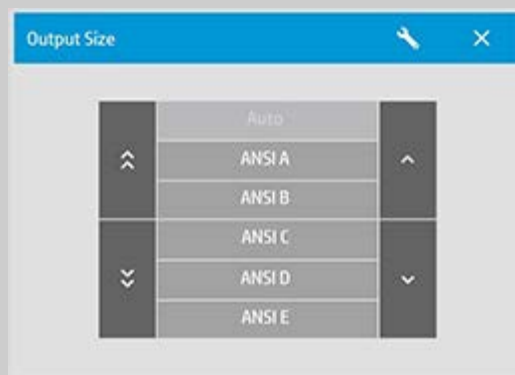 Output Size
Auto
ANSI A
ANSI B
ANSI C
ANSI D
ANSI E